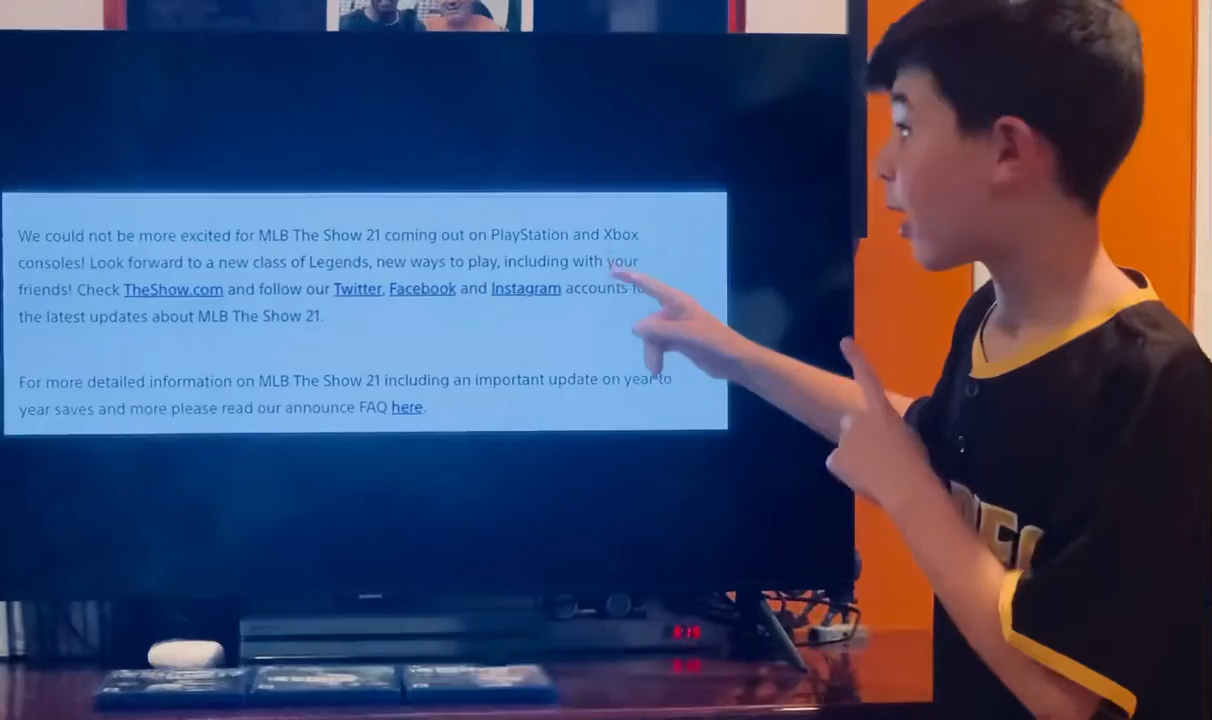 We could not be more excited for MLB The Show 21 coming out on PlayStation and Xbox
consoles! Look forward to a new class of Legends, new ways to play, including with your
friends! Check TheShow.com and follow our Twitter, Facebook and Instagram accounts
the latest updates about MLB The Show 21.
For more detailed information on MLB The Show 21 including an important update on year to
year saves and more please read our announce FAQ here.